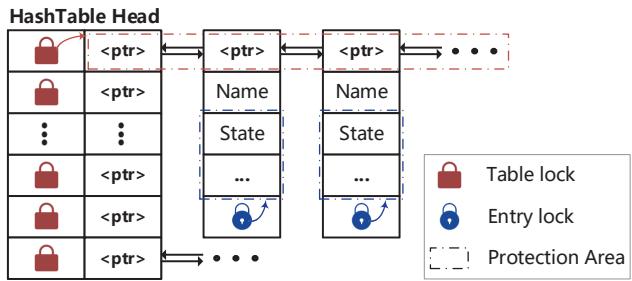 HashTable Head
<ptr> <ptr> <ptr> • • •
<ptr> Name Name
⋮ ⋮ State State
<ptr> ... ...
<ptr>
<ptr> • • •
Table lock
Entry lock
Protection Area